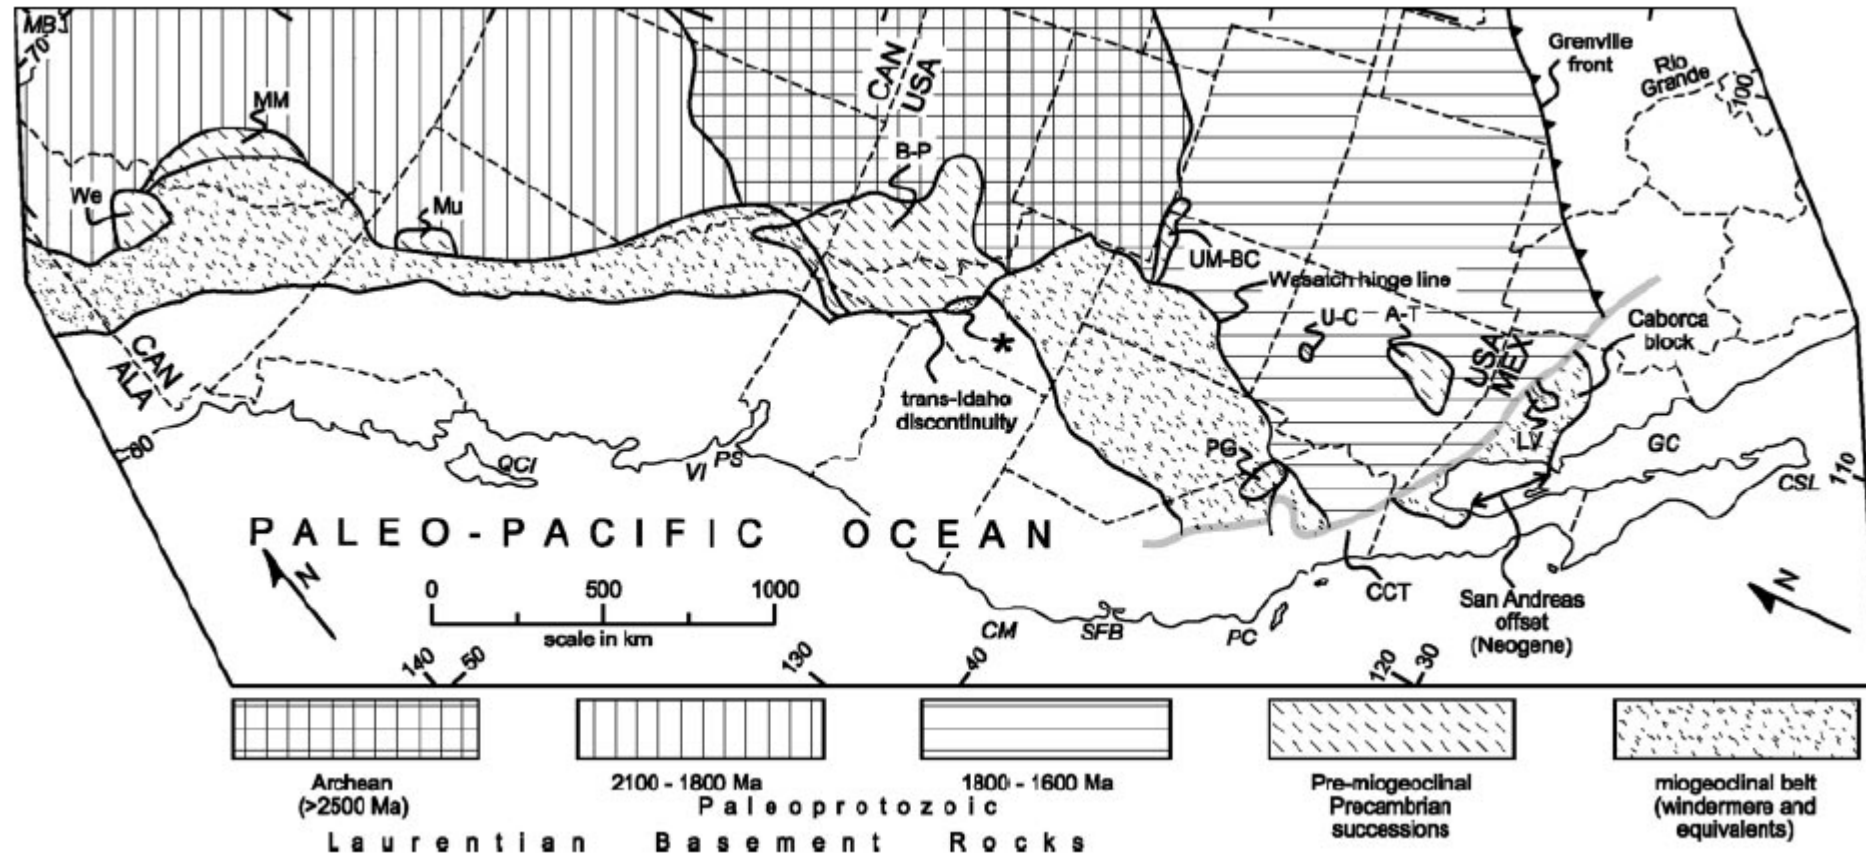 MBJ
70
MM
We
Mu
CAN
USA
B-P
UM-BC
Wasatch hinge line
U-C
A-T
Grenville
front
Rio
Grande
100
USA
MEX
Caborca
block
CAN
ALA
60
trans-Idaho
discontinuity
*
PG
LV
GC
CSL
110
QCI
VI
PS
PALEO-PACIFIC OCEAN
N
0 500 1000
scale in km
CM
SFB
PC
CCT
San Andreas
offset
(Neogene)
N
140
50
130
40
120
30
Archean
(>2500 Ma)
2100 - 1800 Ma
1800 - 1600 Ma
Paleoprotozoic
Laurentian Basement Rocks
Pre-miogeoclinal
Precambrian
successions
miogeoclinal belt
(windermere and
equivalents)